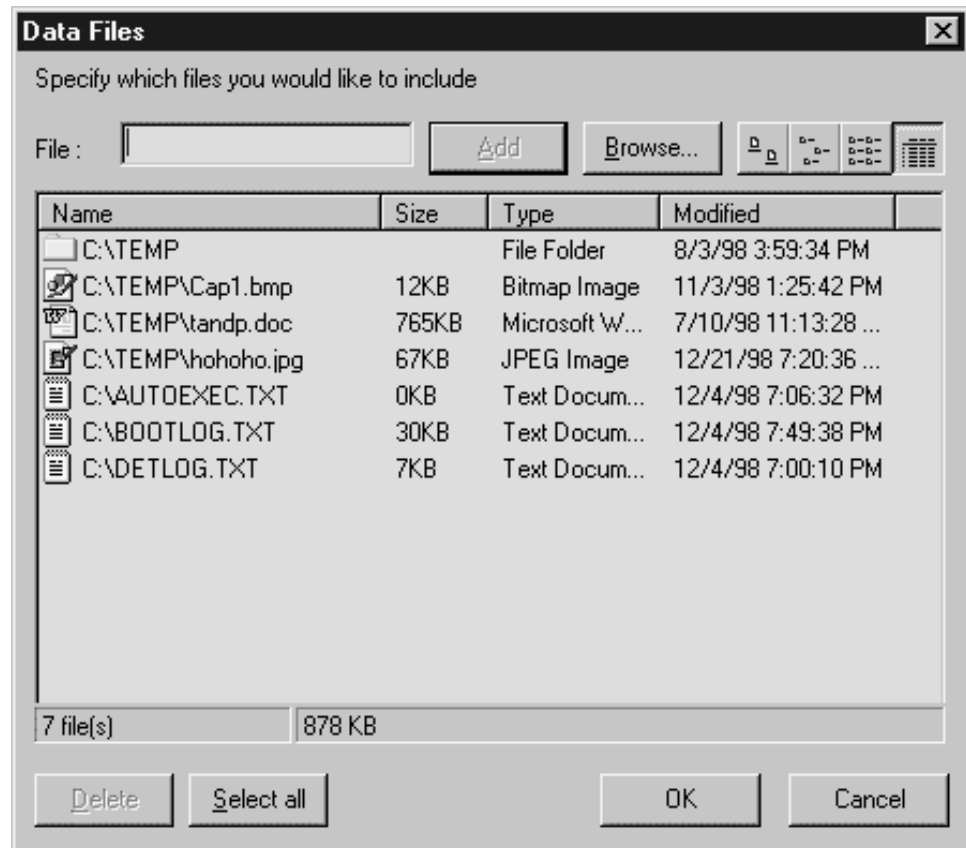 Data Files
Specify which files you would like to include
File : Add Browse...
Name Size Type Modified
C:\TEMP File Folder 8/3/98 3:59:34 PM
C:\TEMP\Cap1.bmp 12KB Bitmap Image 11/3/98 1:25:42 PM
C:\TEMP\tandp.doc 765KB Microsoft W... 7/10/98 11:13:28 ...
C:\TEMP\hohoho.jpg 67KB JPEG Image 12/21/98 7:20:36 ...
C:\AUTOEXEC.TXT 0KB Text Docum... 12/4/98 7:06:32 PM
C:\BOOTLOG.TXT 30KB Text Docum... 12/4/98 7:49:38 PM
C:\DETLOG.TXT 7KB Text Docum... 12/4/98 7:00:10 PM
7 file(s) 878 KB
Delete Select all OK Cancel